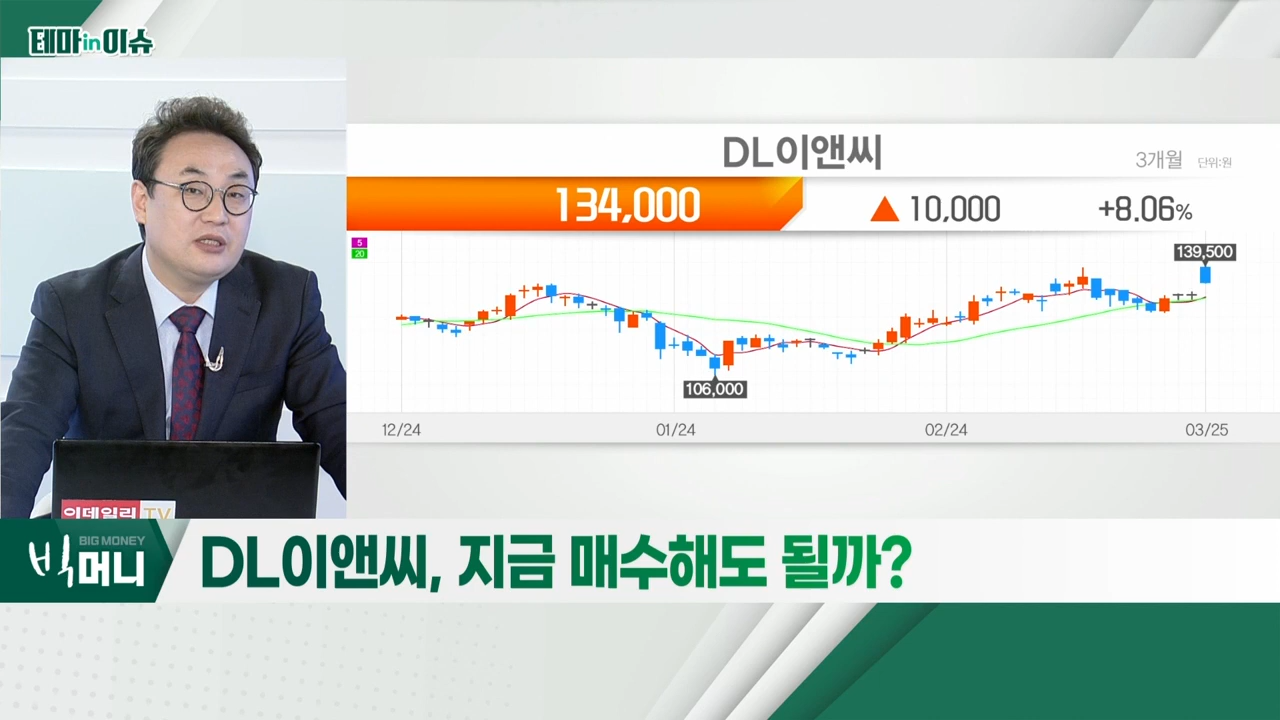 테마in이슈
DL이앤씨
3개월 단위:원
134,000 ▲ 10,000 +8.06%
5
20
139,500
106,000
12/24 01/24 02/24 03/25
이데일리TV
빅머니 BIG MONEY
DL이앤씨, 지금 매수해도 될까?